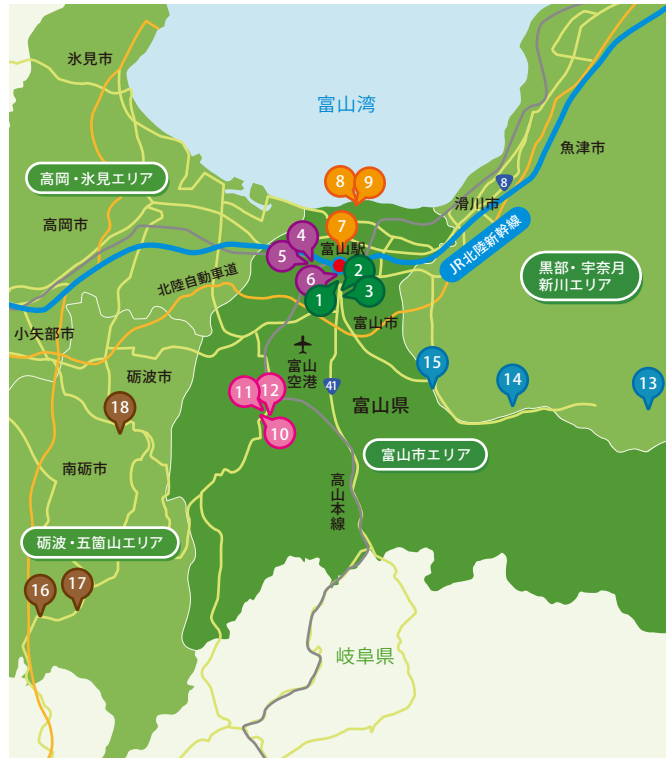 氷見市
富山湾
魚津市
8
9
8
高岡・氷見エリア
滑川市
高岡市
7
4
富山駅
JR北陸新幹線
5
2
黒部・宇奈月
新川エリア
北陸自動車道
6
3
1
富山市
小矢部市
富山
空港
15
砺波市
41
14
13
11
12
18
富山県
10
富山市エリア
南砺市
高山本線
砺波・五箇山エリア
16
17
岐阜県